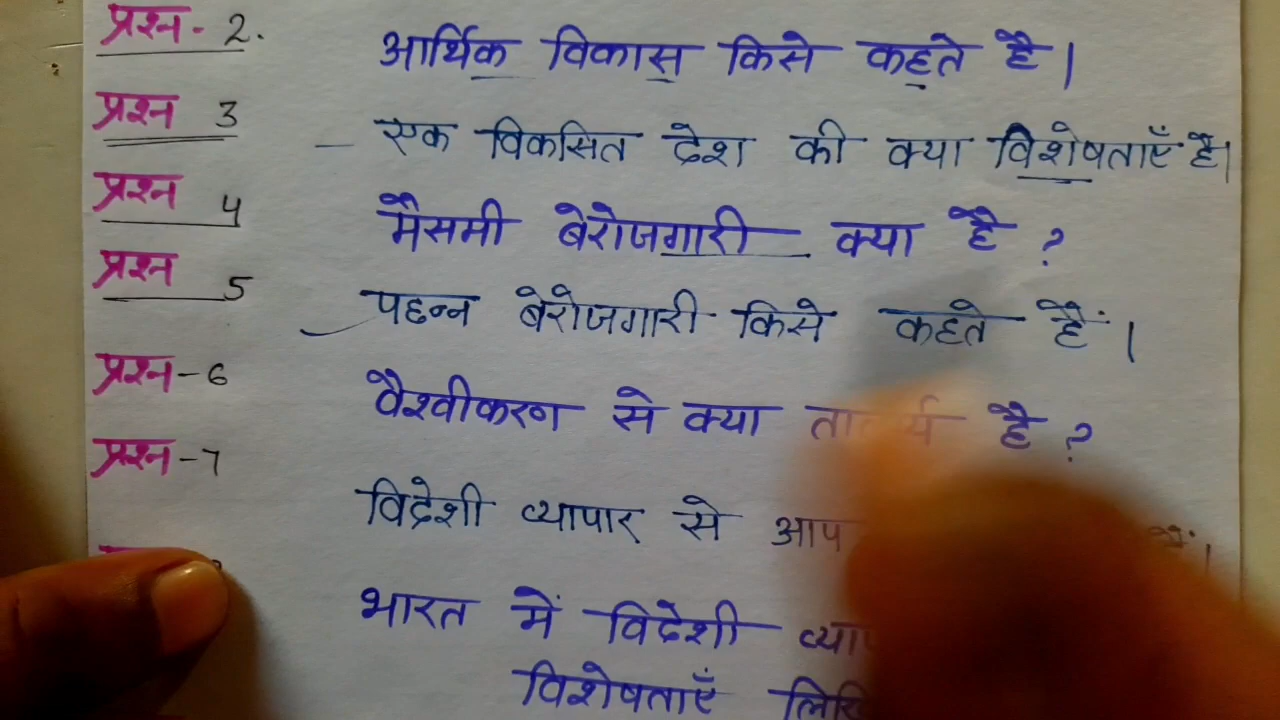 प्रश्न - 2. आर्थिक विकास किसे कहते है।
प्रश्न 3 एक विकसित देश की क्या विशेषताएँ है।
प्रश्न 4 मैसमी बेरोजगारी क्या है ?
प्रश्न 5 पछन्न बेरोजगारी किसे कहते हैं।
प्रश्न - 6 वैश्वीकरण से क्या है ?
प्रश्न - 7 विदेशी व्यापार से आप
भारत में विदेशी
विशेषताएँ